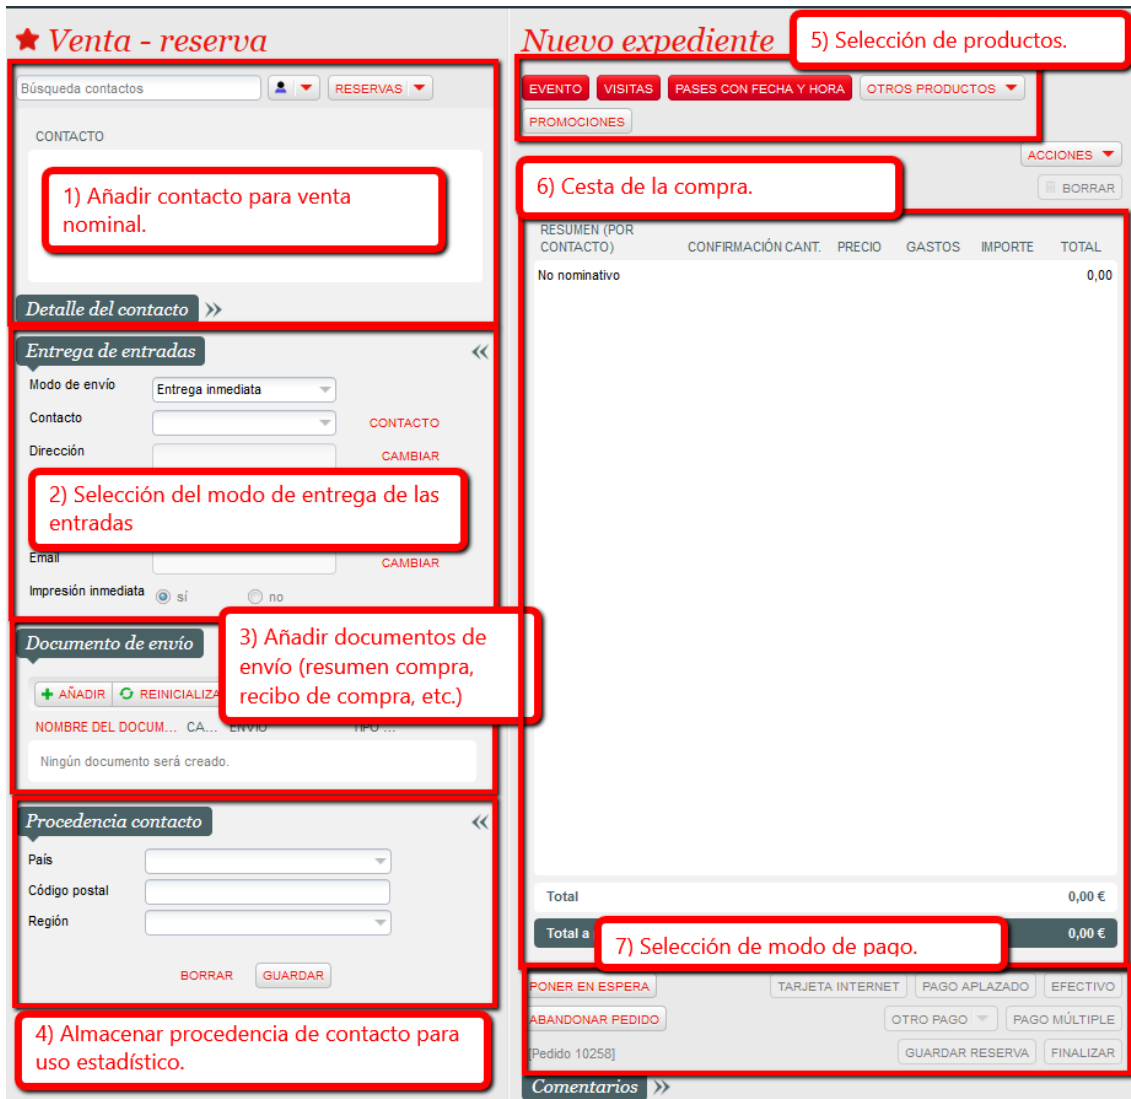 Venta - reserva
Búsqueda contactos
RESERVAS
CONTACTO
1) Añadir contacto para venta
nominal.
Detalle del contacto
Entrega de entradas
Modo de envío
Entrega inmediata
Contacto
CONTACTO
Dirección
CAMBIAR
2) Selección del modo de entrega de las
entradas
Email
CAMBIAR
Impresión inmediata
sí
no
Documento de envío
3) Añadir documentos de
envío (resumen compra,
recibo de compra, etc.)
AÑADIR
REINICIALIZA
NOMBRE DEL DOCUM... CA... ENVÍO TIPO ...
Ningún documento será creado.
Procedencia contacto
País
Código postal
Región
BORRAR
GUARDAR
4) Almacenar procedencia de contacto para
uso estadístico.
Nuevo expediente
5) Selección de productos.
EVENTO
VISITAS
PASES CON FECHA Y HORA
OTROS PRODUCTOS
PROMOCIONES
ACCIONES
6) Cesta de la compra.
BORRAR
RESUMEN (POR
CONTACTO)
CONFIRMACIÓN CANT. PRECIO GASTOS IMPORTE TOTAL
No nominativo 0,00
Total 0,00 €
Total a 0,00 €
7) Selección de modo de pago.
PONER EN ESPERA
TARJETA INTERNET
PAGO APLAZADO
EFECTIVO
ABANDONAR PEDIDO
OTRO PAGO
PAGO MÚLTIPLE
[Pedido 10258]
GUARDAR RESERVA
FINALIZAR
Comentarios